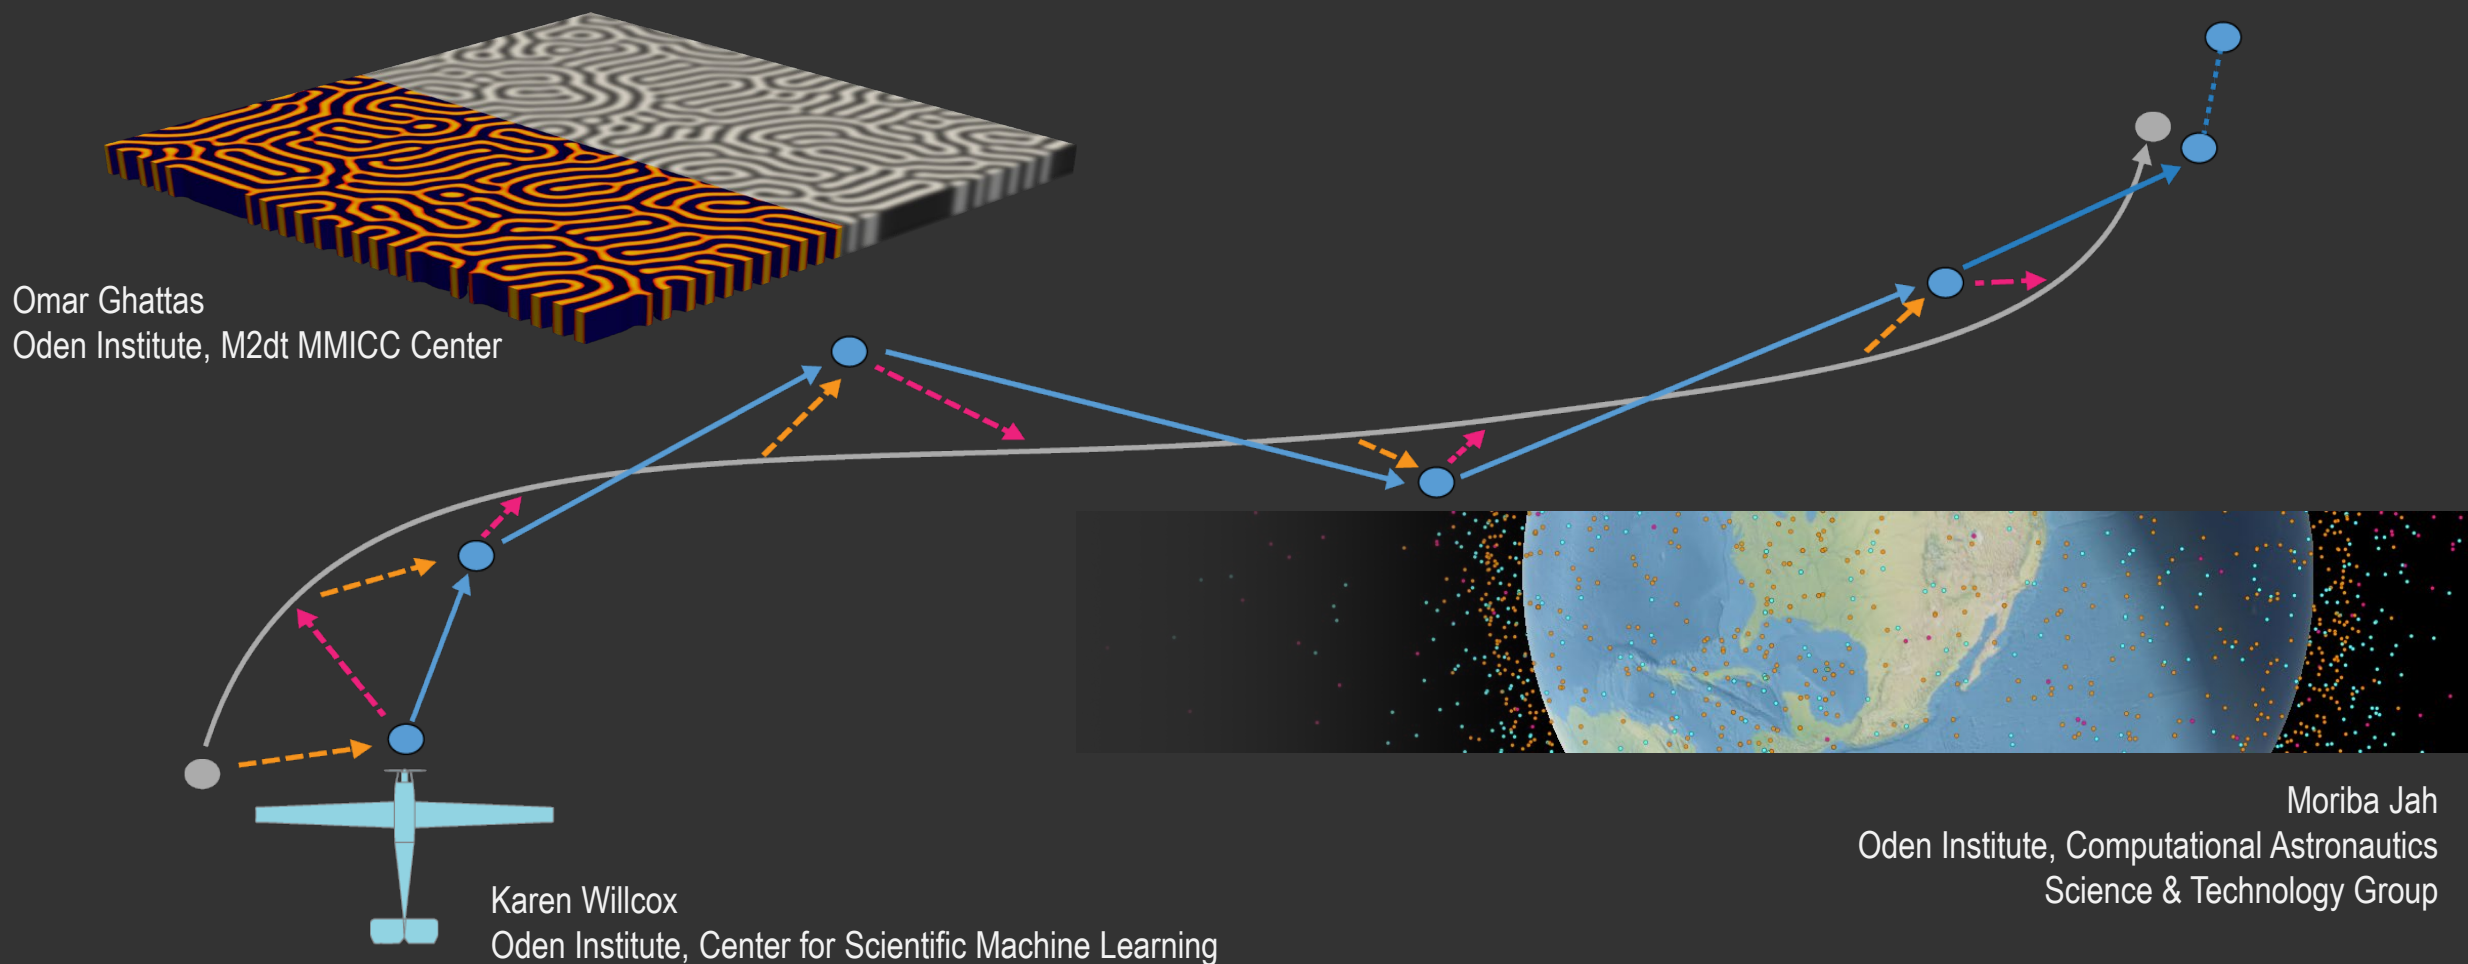 Omar Ghattas
Oden Institute, M2dt MMICC Center
Moriba Jah
Oden Institute, Computational Astronautics
Science & Technology Group
Karen Willcox
Oden Institute, Center for Scientific Machine Learning